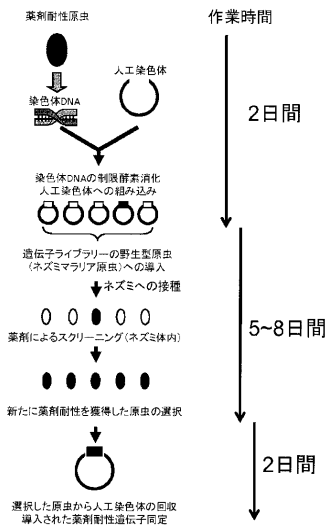 薬剤耐性原虫
作業時間
人工染色体
染色体DNA
2日間
染色体DNAの制限酵素消化
人工染色体への組み込み
遺伝子ライブラリーの野生型原虫
(ネズミマラリア原虫)への導入
ネズミへの接種
5~8日間
薬剤によるスクリーニング(ネズミ体内)
新たに薬剤耐性を獲得した原虫の選択
2日間
選択した原虫から人工染色体の回収
導入された薬剤耐性遺伝子同定